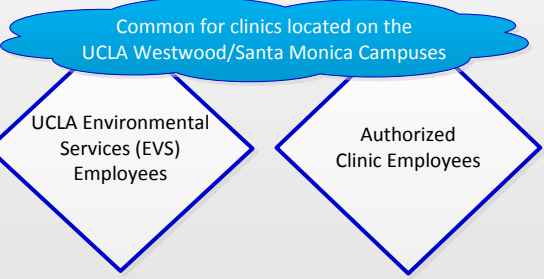 Common for clinics located on the
UCLA Westwood/Santa Monica Campuses
UCLA Environmental
Services (EVS)
Employees
Authorized
Clinic Employees